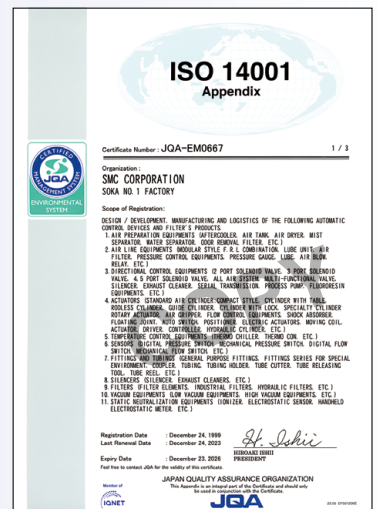 ISO 14001
Appendix
Certificate Number : JQA-EM0667
1 / 3
CERTIFIED
MANAGEMENT SYSTEM
JQA
ENVIRONMENTAL
SYSTEM
Organization :
SMC CORPORATION
SOKA NO. 1 FACTORY
Scope of Registration:
DESIGN / DEVELOPMENT, MANUFACTURING AND LOGISTICS OF THE FOLLOWING AUTOMATIC
CONTROL DEVICES AND FILTER'S PRODUCTS.
1. AIR PREPARATION EQUIPMENTS (AFTERCOOLER, AIR TANK, AIR DRYER, MIST
SEPARATOR, WATER SEPARATOR, ODOR REMOVAL FILTER, ETC.)
2. AIR LINE EQUIPMENTS (MODULAR STYLE F.R.L COMBINATION, LUBE UNIT, AIR
FILTER, PRESSURE CONTROL EQUIPMENTS, PRESSURE GAUGE, LUBE, AIR BLOW,
RELAY, ETC.)
3. DIRECTIONAL CONTROL EQUIPMENTS (2 PORT SOLENOID VALVE, 3 PORT SOLENOID
VALVE, 4.5 PORT SOLENOID VALVE, ALL AIR SYSTEM, MULTI-FUNCTIONAL VALVE,
SILENCER, EXHAUST CLEANER, SERIAL TRANSMISSION, PROCESS PUMP, FLUORORESIN
EQUIPMENTS, ETC.)
4. ACTUATORS (STANDARD AIR CYLINDER, COMPACT STYLE, CYLINDER WITH TABLE,
RODLESS CYLINDER, GUIDE CYLINDER, CYLINDER WITH LOCK, SPECIALTY CYLINDER
ROTARY ACTUATOR, AIR GRIPPER, FLOW CONTROL EQUIPMENTS, SHOCK ABSORBER,
FLOATING JOINT, AUTO SWITCH, POSITIONER, ELECTRIC ACTUATORS, MOVING COIL,
ACTUATOR, DRIVER, CONTROLLER, HYDRAULIC CYLINDER, ETC.)
5. TEMPERATURE CONTROL EQUIPMENTS (THERMO CHILLER, THERMO CON, ETC.)
6. SENSORS (DIGITAL PRESSURE SWITCH, MECHANICAL PRESSURE SWITCH, DIGITAL FLOW
SWITCH, MECHANICAL FLOW SWITCH, ETC.)
7. FITTINGS AND TUBINGS (GENERAL PURPOSE FITTINGS, FITTINGS SERIES FOR SPECIAL
ENVIRONMENT, COUPLER, TUBING, TUBING HOLDER, TUBE CUTTER, TUBE RELEASING
TOOL, TUBE REEL, ETC.)
8. SILENCERS (SILENCER, EXHAUST CLEANERS, ETC.)
9. FILTERS (FILTER ELEMENTS, INDUSTRIAL FILTERS, HYDRAULIC FILTERS, ETC.)
10. VACUUM EQUIPMENTS (LOW VACUUM EQUIPMENTS, HIGH VACUUM EQUIPMENTS, ETC.)
11. STATIC NEUTRALIZATION EQUIPMENTS (IONIZER, ELECTROSTATIC SENSOR, HANDHELD
ELECTROSTATIC METER, ETC.)
COPY
Registration Date : December 24, 1999
Last Renewal Date : December 24, 2023
H. Ishii
HIROAKI ISHII
PRESIDENT
Expiry Date : December 23, 2026
Feel free to contact JQA for the validity of this certificate.
JAPAN QUALITY ASSURANCE ORGANIZATION
This Appendix is an integral part of the Certificate and should only
be used in conjunction with the Certificate.
Member of
IQNET
JQA